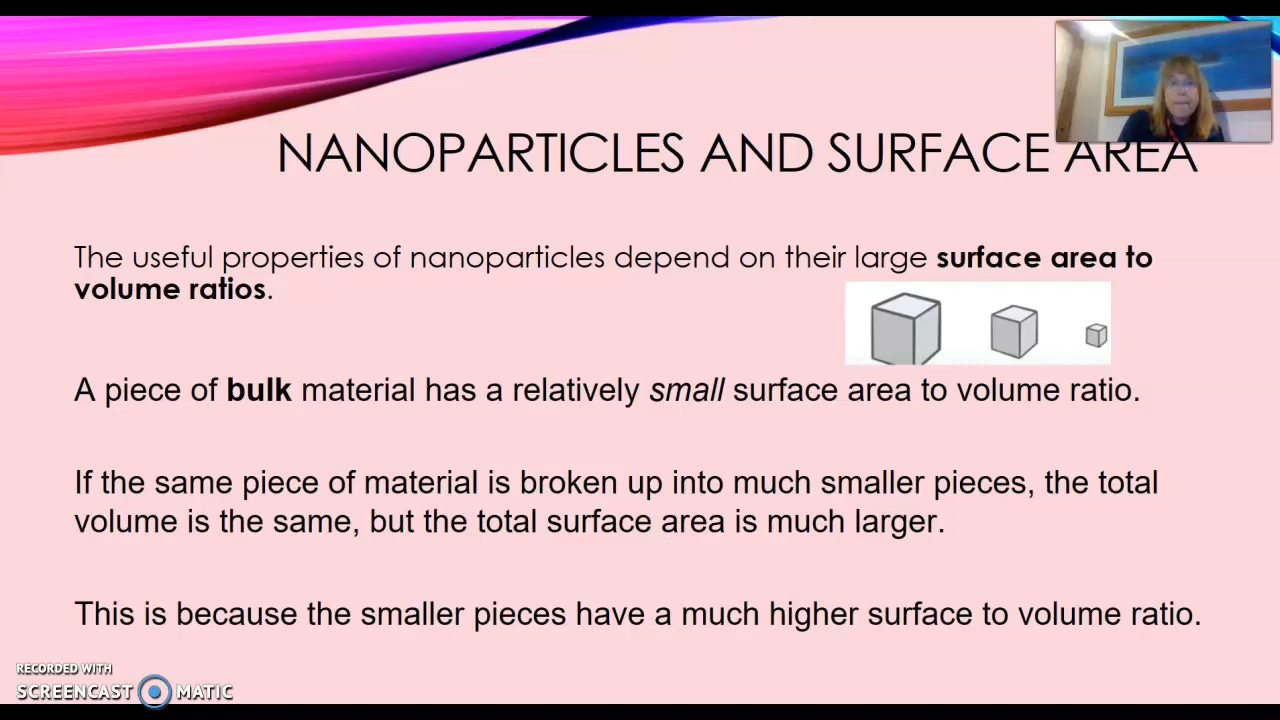 NANOPARTICLES AND SURFACE AREA
The useful properties of nanoparticles depend on their large surface area to
volume ratios.
A piece of bulk material has a relatively small surface area to volume ratio.
If the same piece of material is broken up into much smaller pieces, the total
volume is the same, but the total surface area is much larger.
This is because the smaller pieces have a much higher surface to volume ratio.
RECORDED WITH
SCREENCAST MATIC